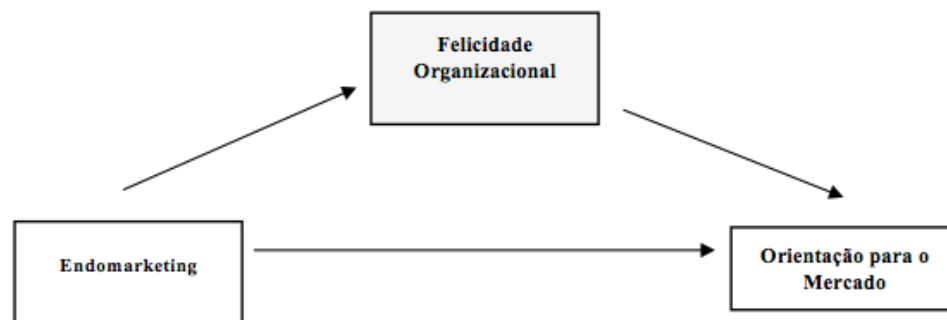 Felicidade
Organizacional
Endomarketing
Orientação para o
Mercado